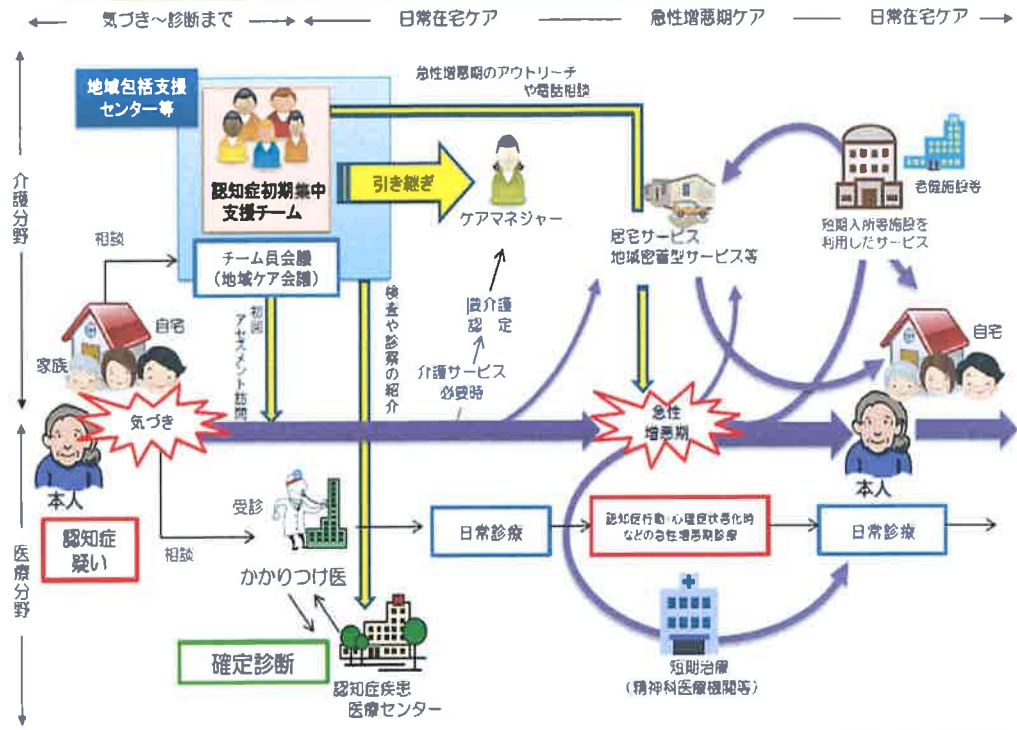 気づき～診断まで
日常在宅ケア
急性増悪期ケア
日常在宅ケア
介護分野
医療分野
地域包括支援
センター等
認知症初期集中
支援チーム
チーム員会議
（地域ケア会議）
急性増悪期のアウトリーチ
や電話相談
引き継ぎ
ケアマネジャー
居宅サービス
地域密着型サービス等
老健施設等
短期入所等施設を
利用したサービス
相談
自宅
家族
初回
アセスメント訪問
検査や診察の紹介
要介護
認定
介護サービス
必要時
自宅
気づき
急性
増悪期
本人
本人
認知症
疑い
相談
受診
かかりつけ医
日常診療
認知症行動・心理症状悪化時
などの急性増悪期診療
日常診療
確定診断
認知症疾患
医療センター
短期治療
（精神科医療機関等）